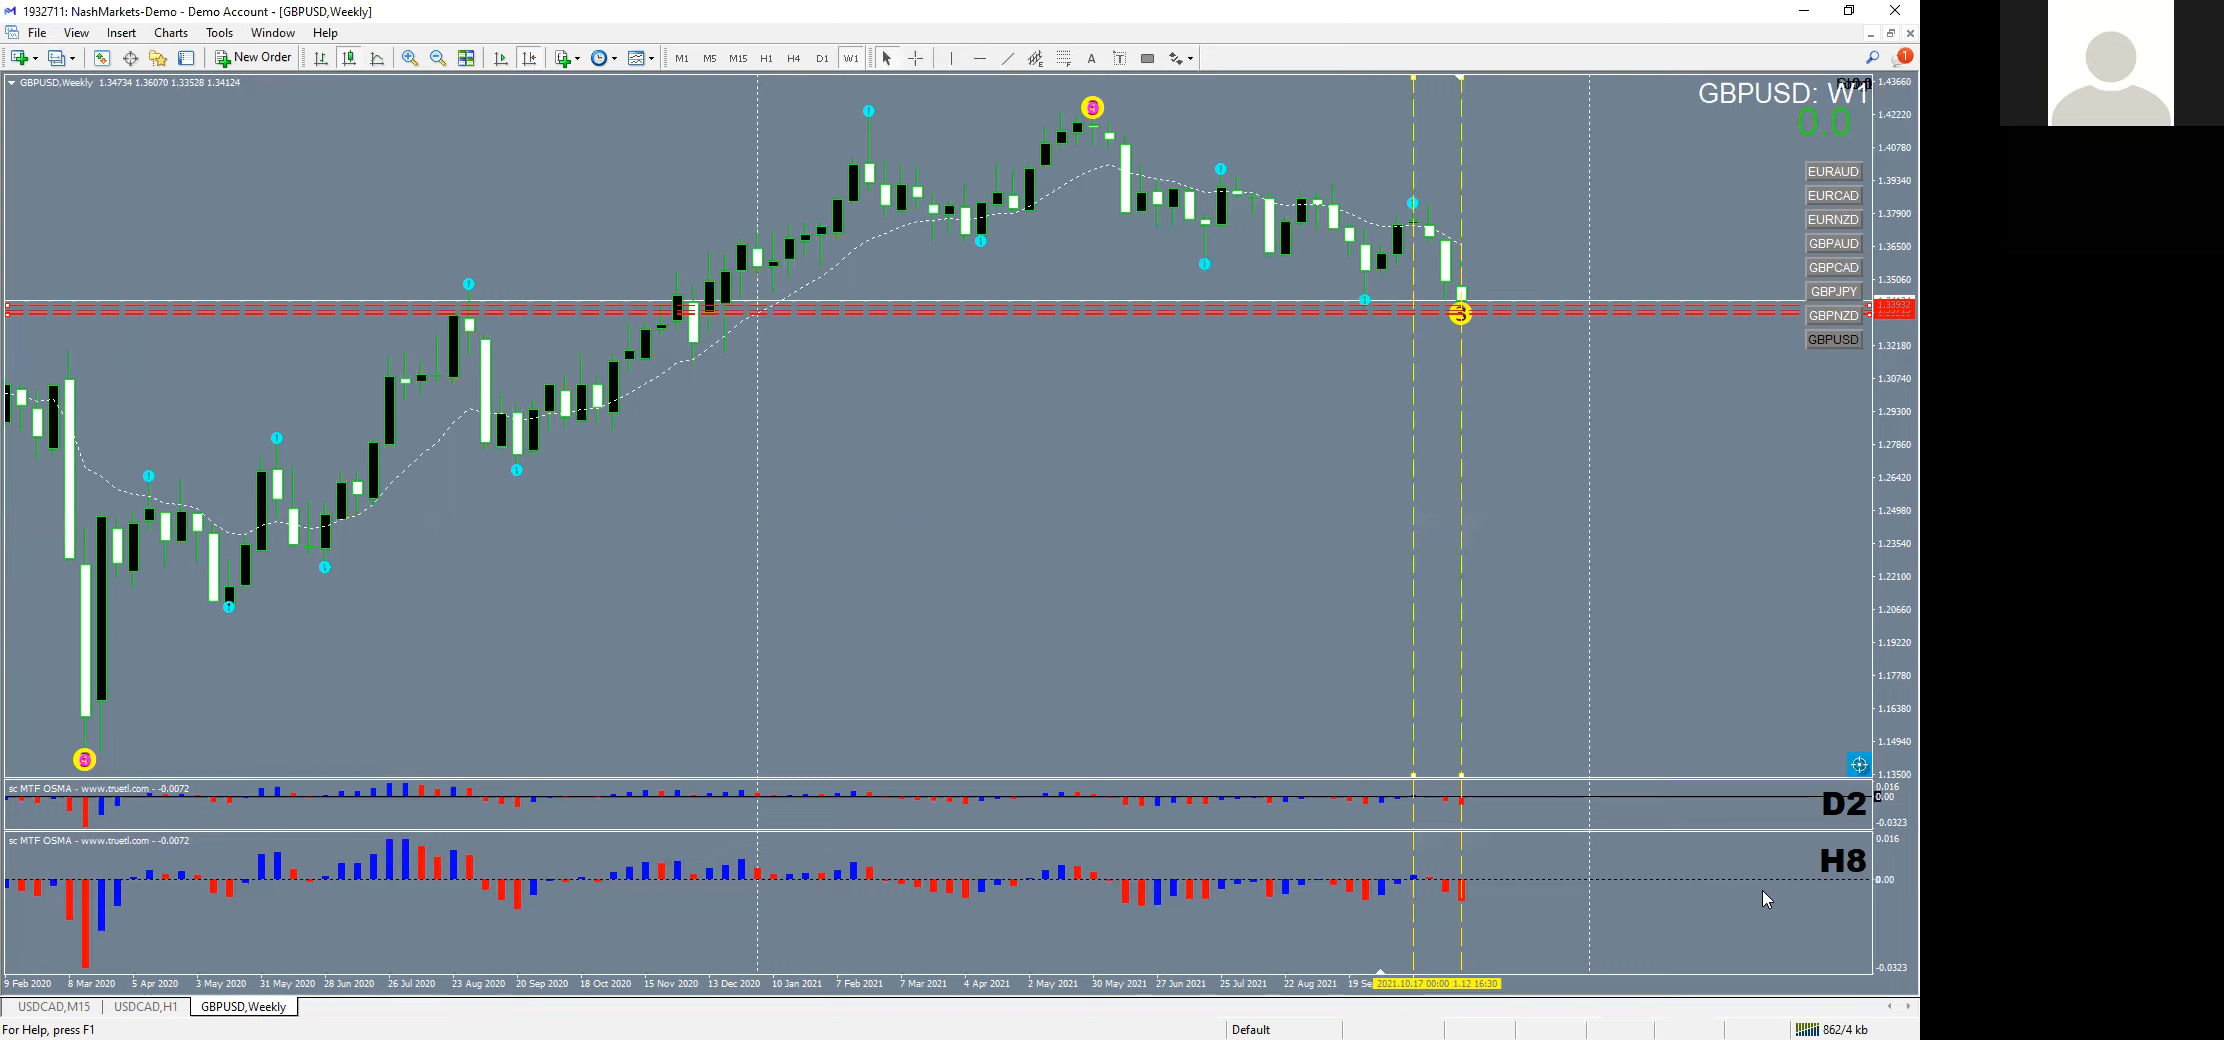 1932711: NashMarkets-Demo - Demo Account - [GBPUSD,Weekly]
File View Insert Charts Tools Window Help
New Order M1 M5 M15 H1 H4 D1 W1 A T 1
GBPUSD,Weekly 1.34734 1.36070 1.33528 1.34124
GBPUSD: W1
0.0
EURAUD
EURCAD
EURNZD
GBPAUD
GBPCAD
GBPJPY
GBPNZD
GBPUSD
1.43660
1.42220
1.40780
1.39340
1.37900
1.36500
1.35060
1.32180
1.30740
1.29300
1.27860
1.26420
1.24980
1.23540
1.22100
1.20660
1.19220
1.17780
1.16380
1.14940
1.13500
3
sc MTF OSMA - www.truetl.com - -0.0072
D2
0.016
0.00
-0.0323
sc MTF OSMA - www.truetl.com - -0.0072
H8
0.016
0.00
-0.0323
9 Feb 2020 8 Mar 2020 5 Apr 2020 3 May 2020 31 May 2020 28 Jun 2020 26 Jul 2020 23 Aug 2020 20 Sep 2020 18 Oct 2020 15 Nov 2020 13 Dec 2020 10 Jan 2021 7 Feb 2021 7 Mar 2021 4 Apr 2021 2 May 2021 30 May 2021 27 Jun 2021 25 Jul 2021 22 Aug 2021 19 Se 2021.10.17 00:00 1.12 16:30
USDCAD,M15 USDCAD,H1 GBPUSD,Weekly
For Help, press F1 Default 862/4 kb